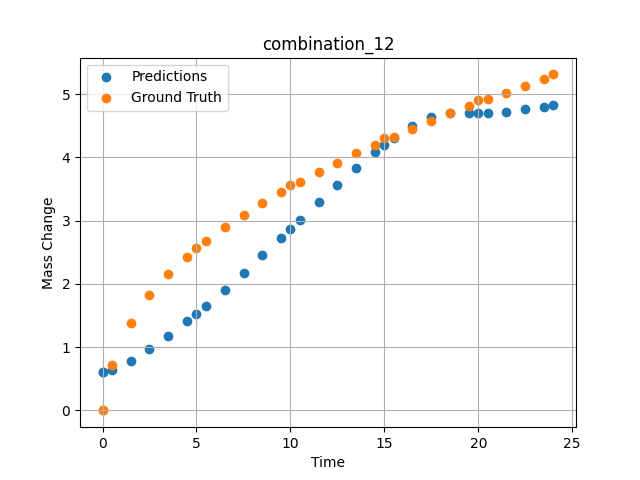 combination_12
Predictions
Ground Truth
Mass Change
5
4
3
2
1
0
0 5 10 15 20 25
Time